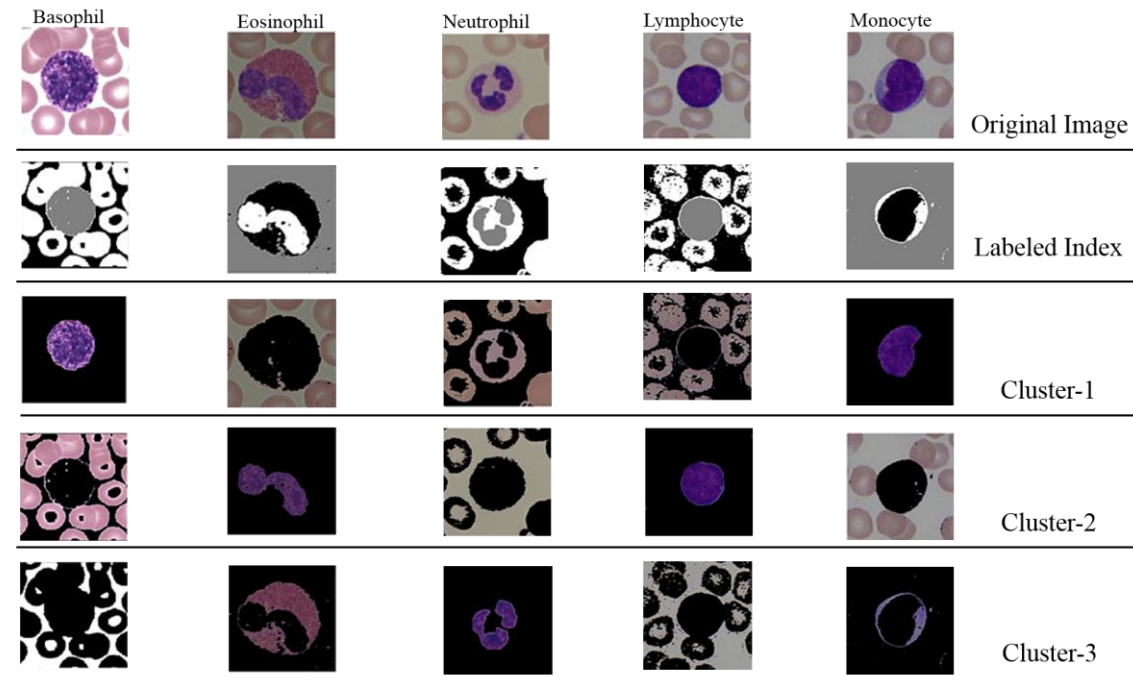 Basophil
Eosinophil
Neutrophil
Lymphocyte
Monocyte
Original Image
Labeled Index
Cluster-1
Cluster-2
Cluster-3